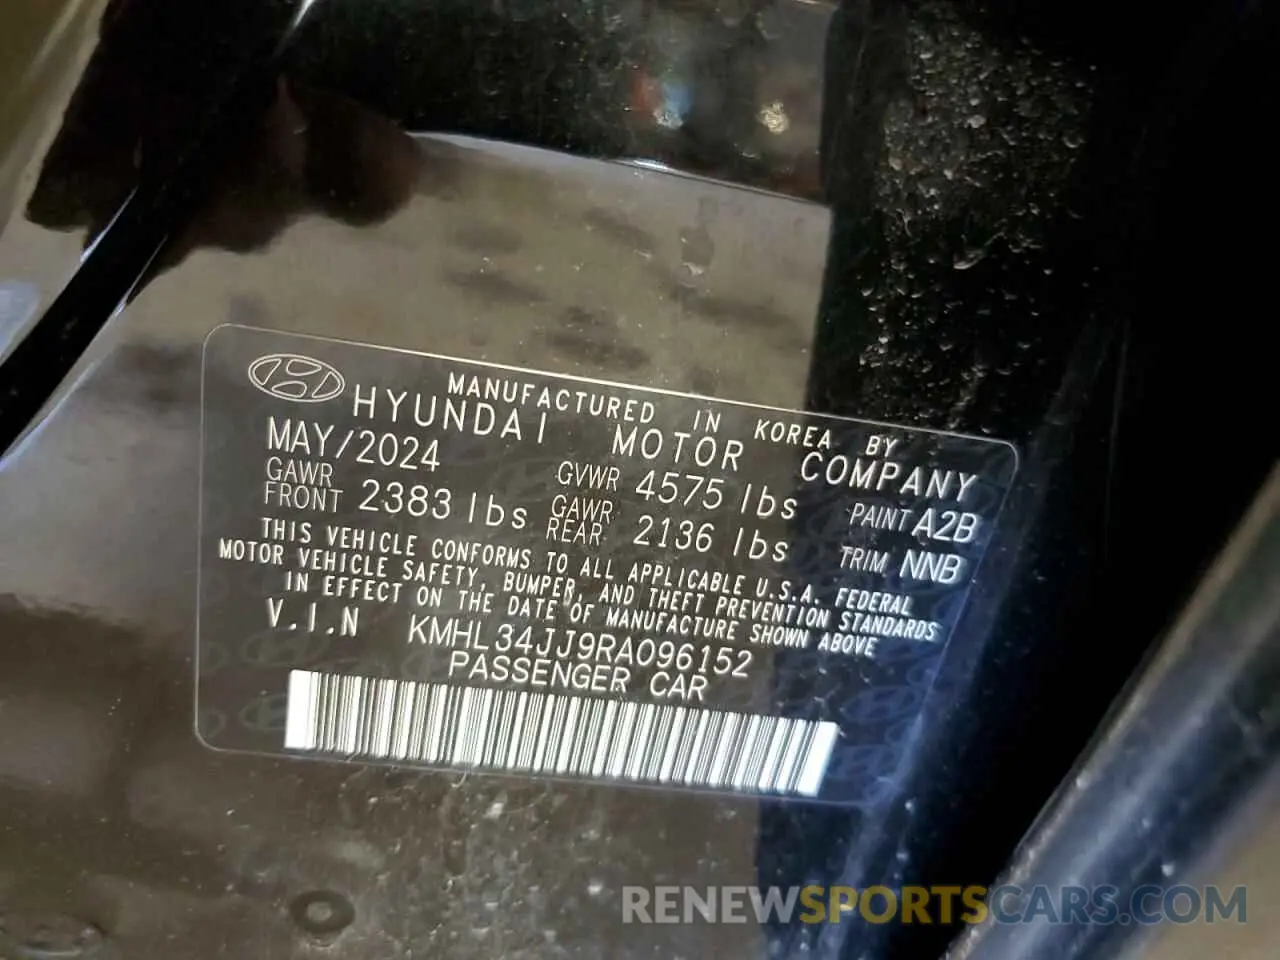 MANUFACTURED IN KOREA BY
HYUNDAI MOTOR COMPANY
MAY/2024 GVWR 4575 lbs PAINT A2B
GAWR FRONT 2383 lbs GAWR REAR 2136 lbs TRIM NNB
THIS VEHICLE CONFORMS TO ALL APPLICABLE U.S.A. FEDERAL
MOTOR VEHICLE SAFETY, BUMPER, AND THEFT PREVENTION STANDARDS
IN EFFECT ON THE DATE OF MANUFACTURE SHOWN ABOVE
V.I.N KMHL34JJ9RA096152
PASSENGER CAR
RENEWSPORTSCARS.COM